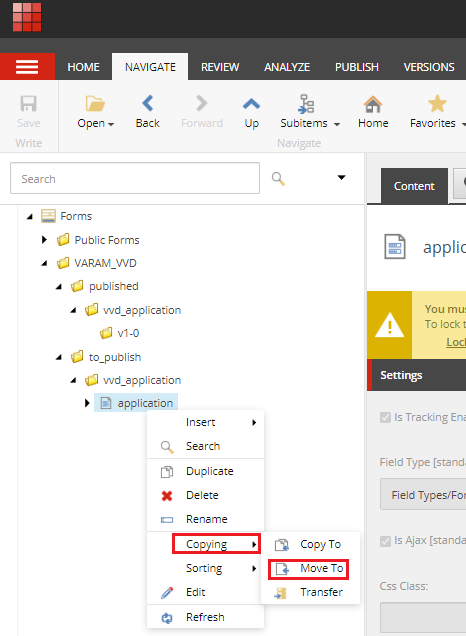 HOME NAVIGATE REVIEW ANALYZE PUBLISH VERSIONS
Save Open Back Forward Up Subitems Home Favorites
Write Navigate
Search
Content
Forms
Public Forms
VARAM_VVD
published
vvd_application
v1-0
to_publish
vvd_application
application
Insert
Search
Duplicate
Delete
Rename
Copying
Sorting
Edit
Refresh
Copy To
Move To
Transfer
applic
You mus
To lock t
Loc
Settings
Is Tracking Ena
Field Type [standa
Field Types/For
Is Ajax [standa
Css Class: